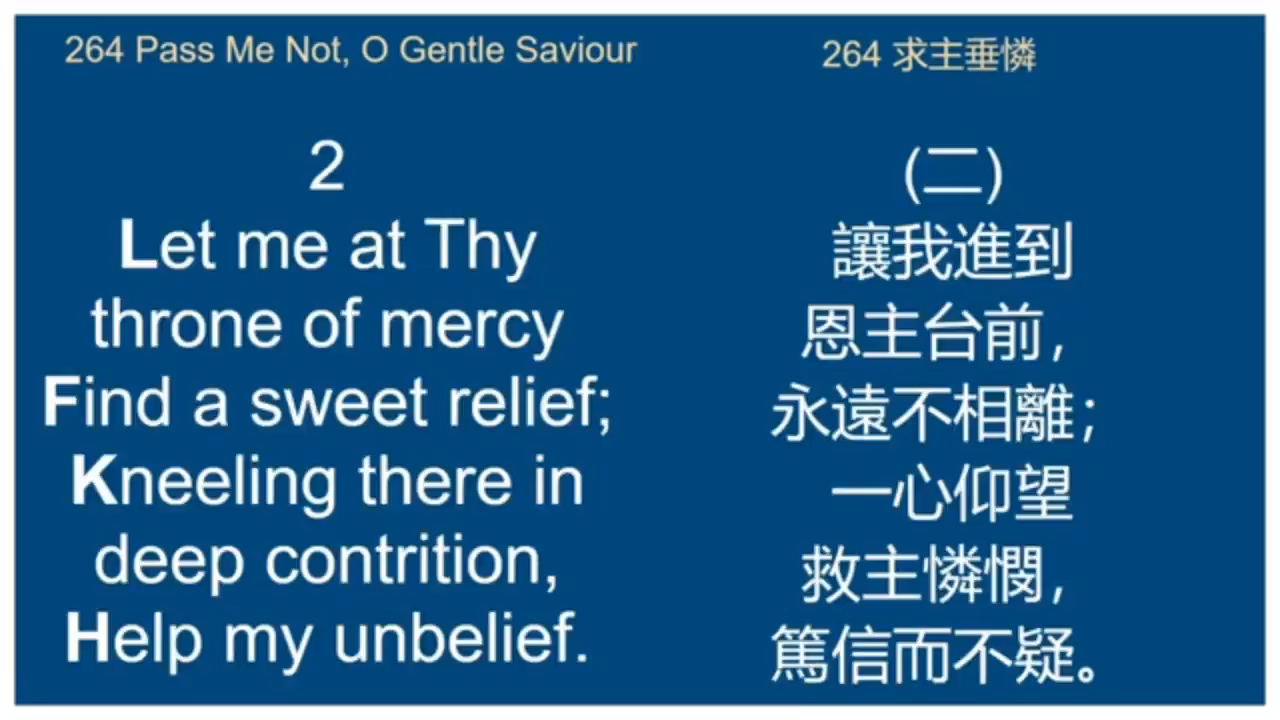 264 Pass Me Not, O Gentle Saviour
2
Let me at Thy
throne of mercy
Find a sweet relief;
Kneeling there in
deep contrition,
Help my unbelief.
264 求主垂憐
(二)
讓我進到
恩主台前，
永遠不相離；
一心仰望
救主憐憫，
篤信而不疑。